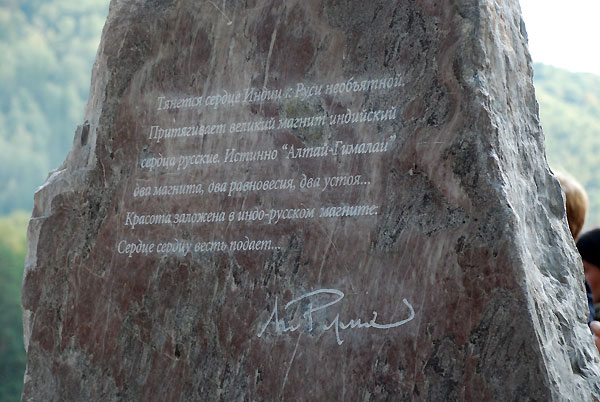 Тянется сердце Индии к Руси необъятной.
Притягивает великий магнит индийский
сердца русские. Истинно “Алтай-Гималаи”
два магнита, два равновесия, два устоя...
Красота заложена в индо-русском магните.
Сердце сердцу весть подает...